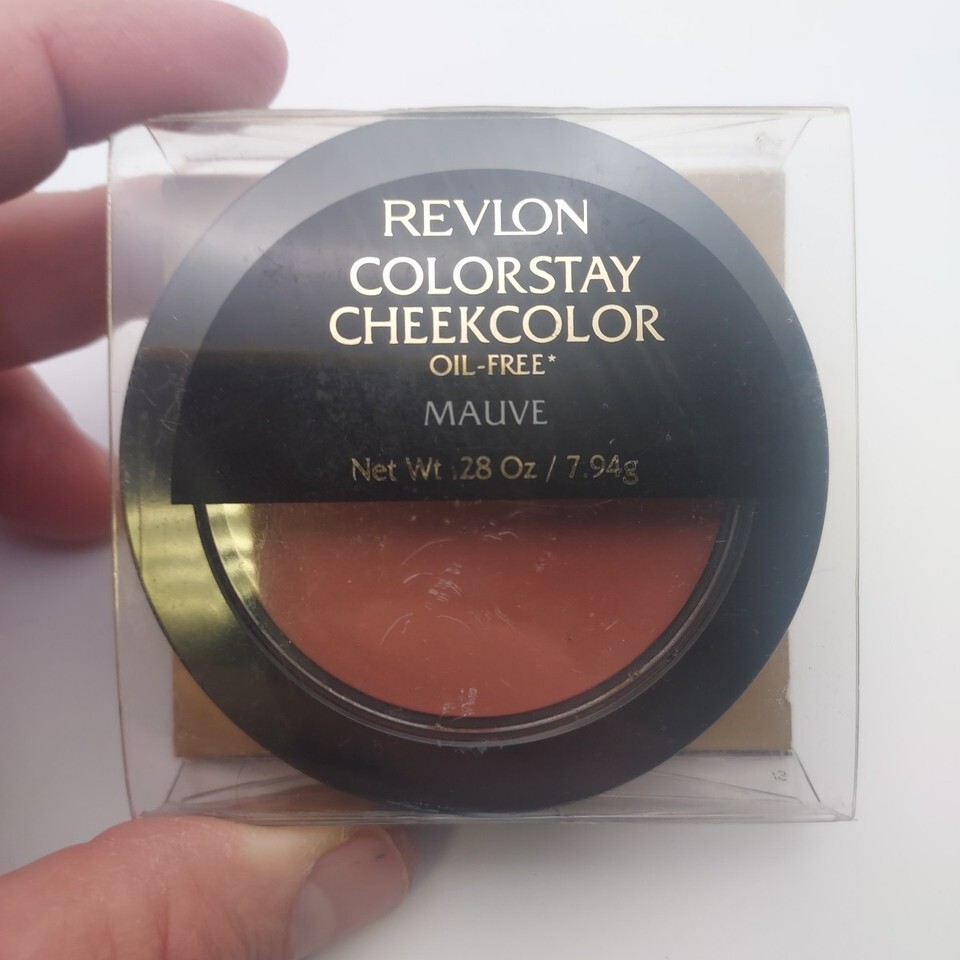 REVLON
COLORSTAY
CHEEKCOLOR
OIL-FREE*
MAUVE
Net Wt .28 Oz / 7.94g